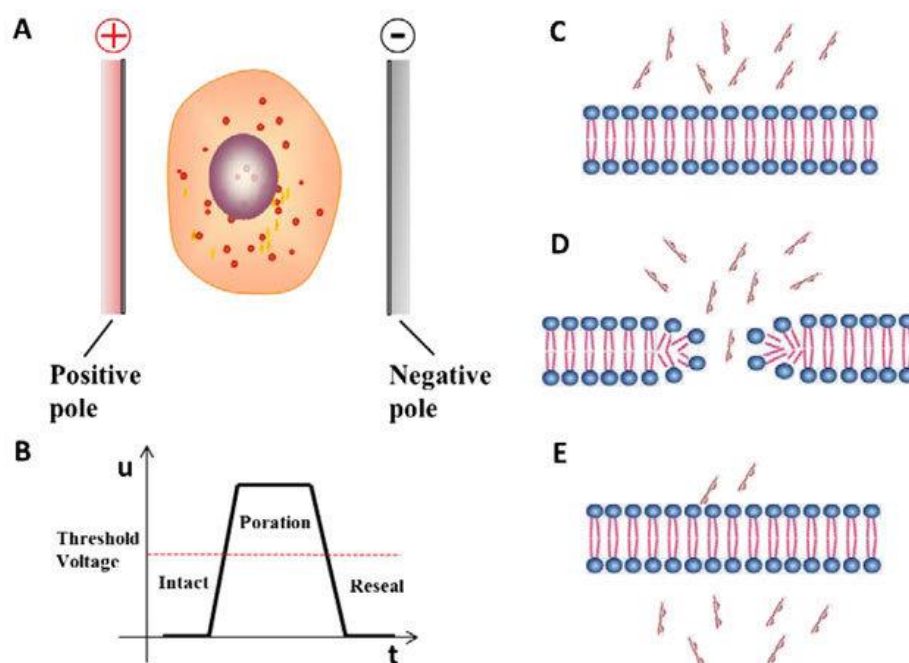 A
+
-
Positive
pole
Negative
pole
B
u
Threshold
Voltage
Poration
Intact
Reseal
t
C
D
E